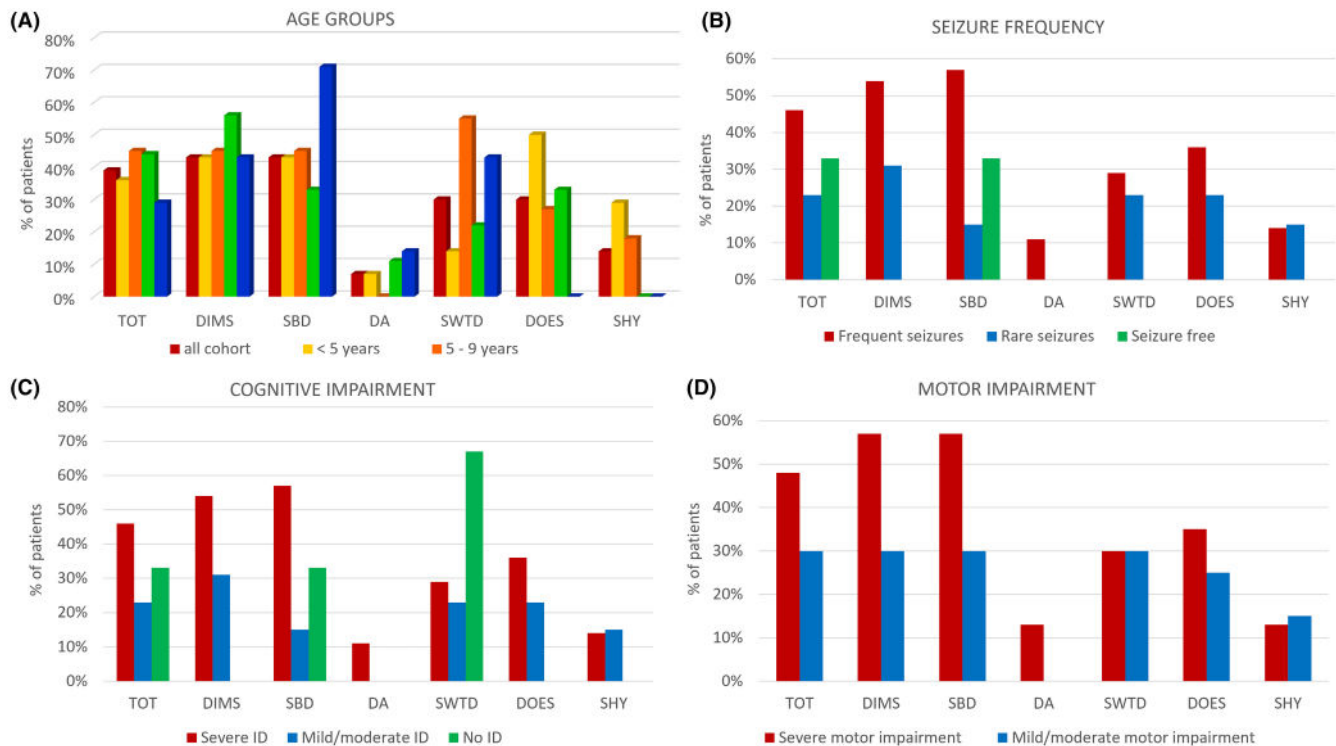 (A)
AGE GROUPS
80%
70%
60%
50%
40%
30%
20%
10%
0%
% of patients
TOT DIMS SBD DA SWTD DOES SHY
all cohort < 5 years 5 - 9 years
(B)
SEIZURE FREQUENCY
60%
50%
40%
30%
20%
10%
0%
% of patients
TOT DIMS SBD DA SWTD DOES SHY
Frequent seizures Rare seizures Seizure free
(C)
COGNITIVE IMPAIRMENT
80%
70%
60%
50%
40%
30%
20%
10%
0%
% of patients
TOT DIMS SBD DA SWTD DOES SHY
Severe ID Mild/moderate ID No ID
(D)
MOTOR IMPAIRMENT
60%
50%
40%
30%
20%
10%
0%
% of patients
TOT DIMS SBD DA SWTD DOES SHY
Severe motor impairment Mild/moderate motor impairment